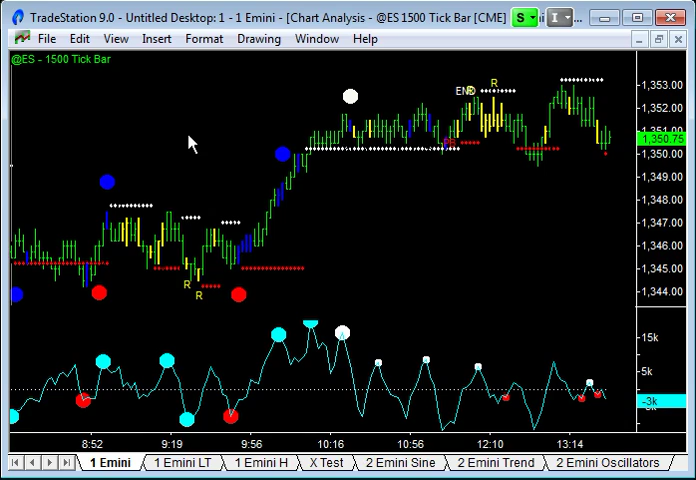 TradeStation 9.0 - Untitled Desktop: 1 - 1 Emini - [Chart Analysis - @ES 1500 Tick Bar [CME]
S
I
File Edit View Insert Format Drawing Window Help
@ES - 1500 Tick Bar
1,353.00
END
R
R
1,352.00
1,350.75
PB
1,350.00
1,349.00
1,348.00
1,347.00
1,346.00
1,345.00
R
R
1,344.00
15k
5k
-3k
8:52 9:19 9:56 10:16 10:56 12:10 13:14
1 Emini 1 Emini LT 1 Emini H X Test 2 Emini Sine 2 Emini Trend 2 Emini Oscillators